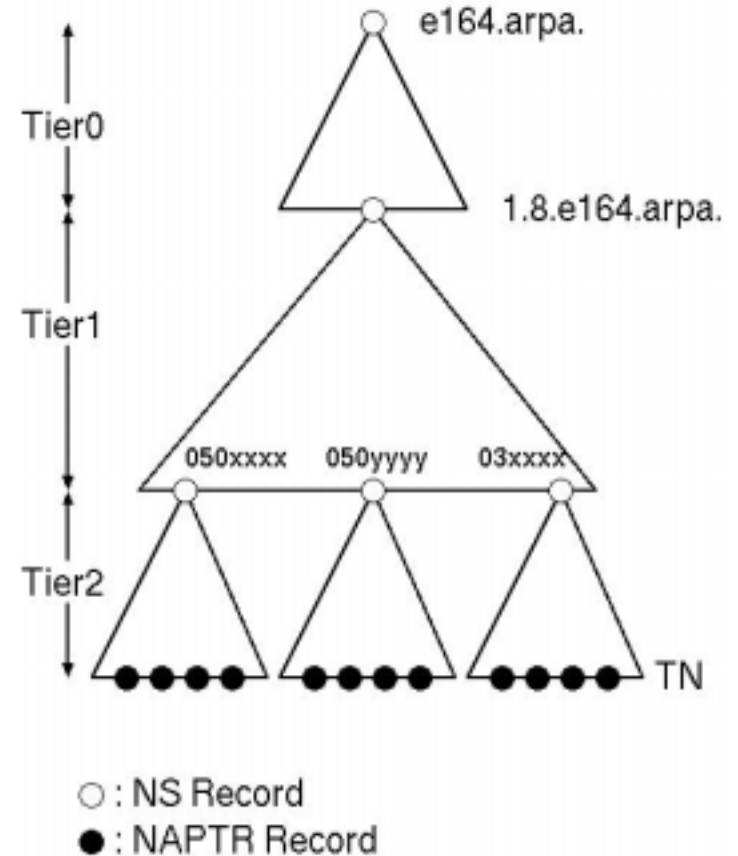 e164.arpa.
Tier0
1.8.e164.arpa.
Tier1
050xxxx 050yyyy 03xxxx
Tier2
TN
: NS Record
: NAPTR Record